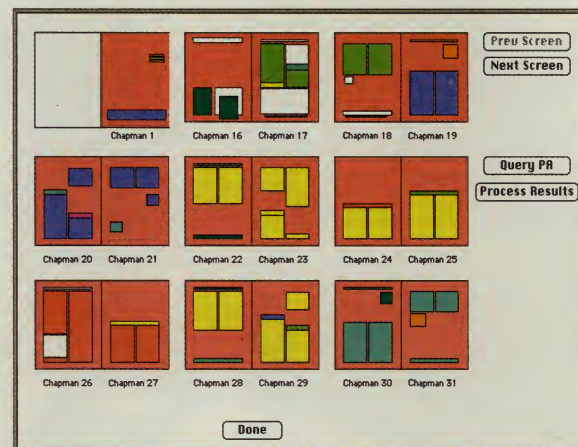 Prev Screen
Next Screen
Chapman 1
Chapman 16
Chapman 17
Chapman 18
Chapman 19
Query PA
Process Results
Chapman 20
Chapman 21
Chapman 22
Chapman 23
Chapman 24
Chapman 25
Chapman 26
Chapman 27
Chapman 28
Chapman 29
Chapman 30
Chapman 31
Done